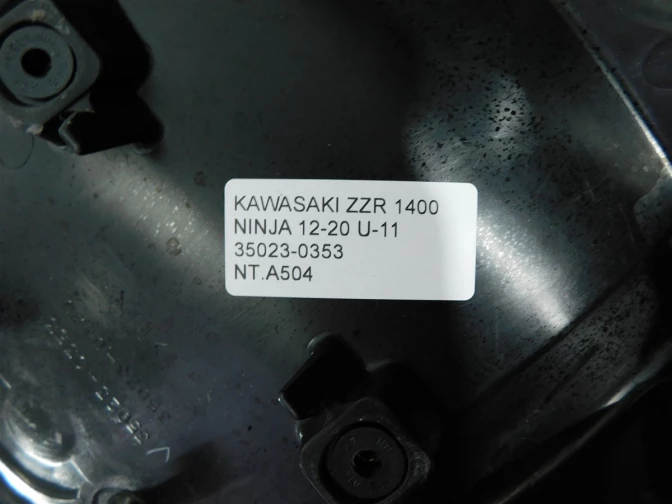 KAWASAKI ZZR 1400
NINJA 12-20 U-11
35023-0353
NT.A504